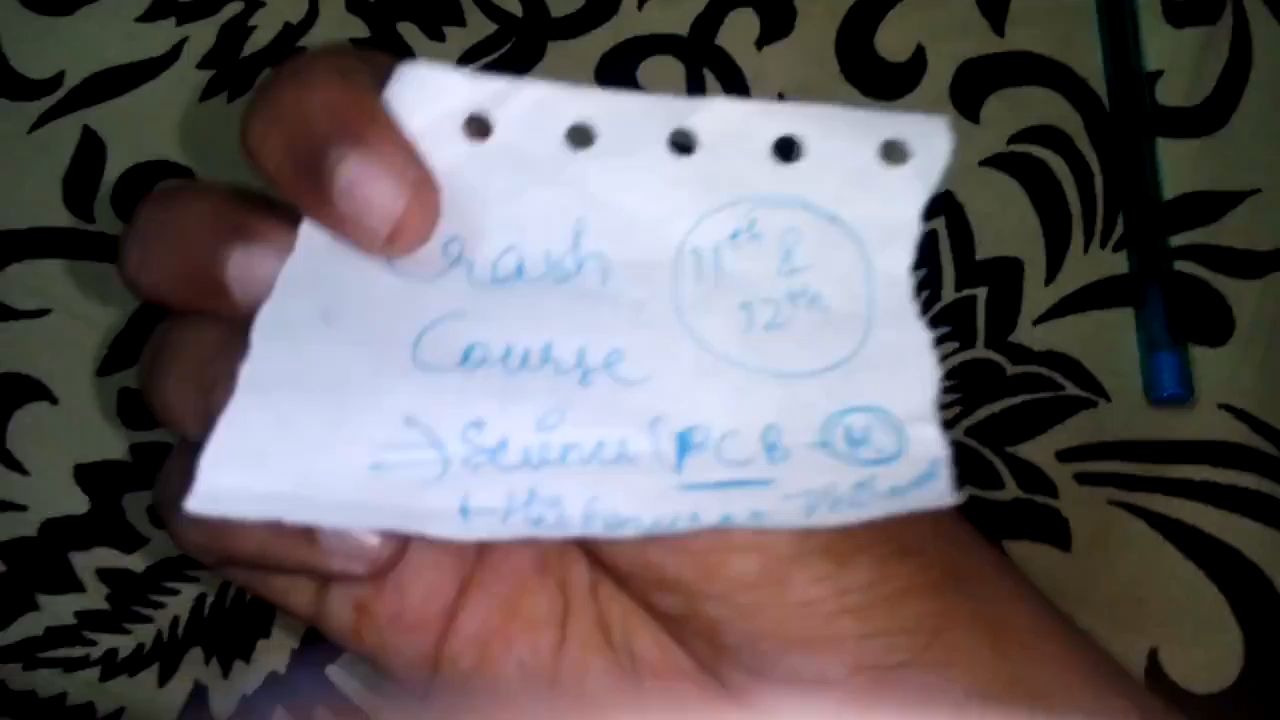 Crash
Course
11th &
12th
→ Science (PCB -